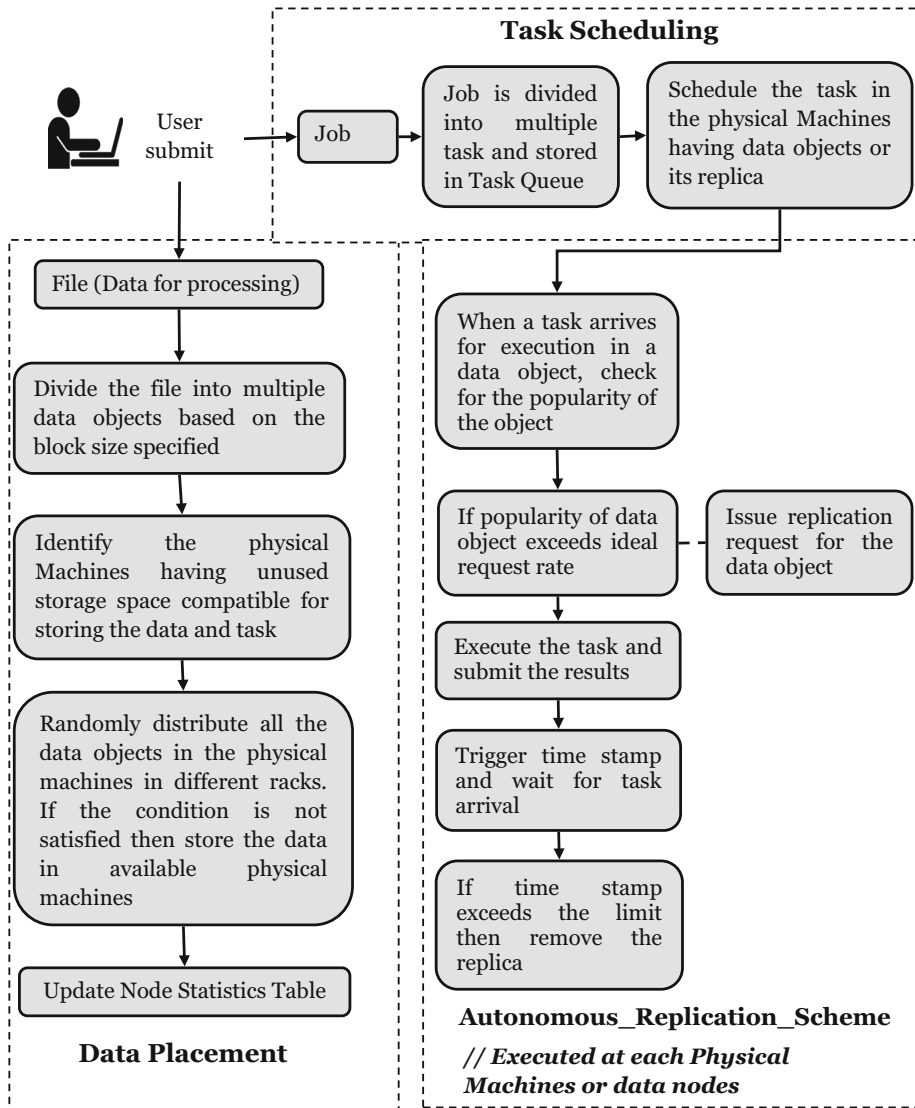 Task Scheduling
User
submit
Job
Job is divided
into multiple
task and stored
in Task Queue
Schedule the task in
the physical Machines
having data objects or
its replica
File (Data for processing)
Divide the file into multiple
data objects based on the
block size specified
Identify the physical
Machines having unused
storage space compatible for
storing the data and task
Randomly distribute all the
data objects in the physical
machines in different racks.
If the condition is not
satisfied then store the data
in available physical
machines
Update Node Statistics Table
Data Placement
When a task arrives
for execution in a
data object, check
for the popularity of
the object
If popularity of data
object exceeds ideal
request rate
Issue replication
request for the
data object
Execute the task and
submit the results
Trigger time stamp
and wait for task
arrival
If time stamp
exceeds the limit
then remove the
replica
Autonomous_Replication_Scheme
// Executed at each Physical
Machines or data nodes